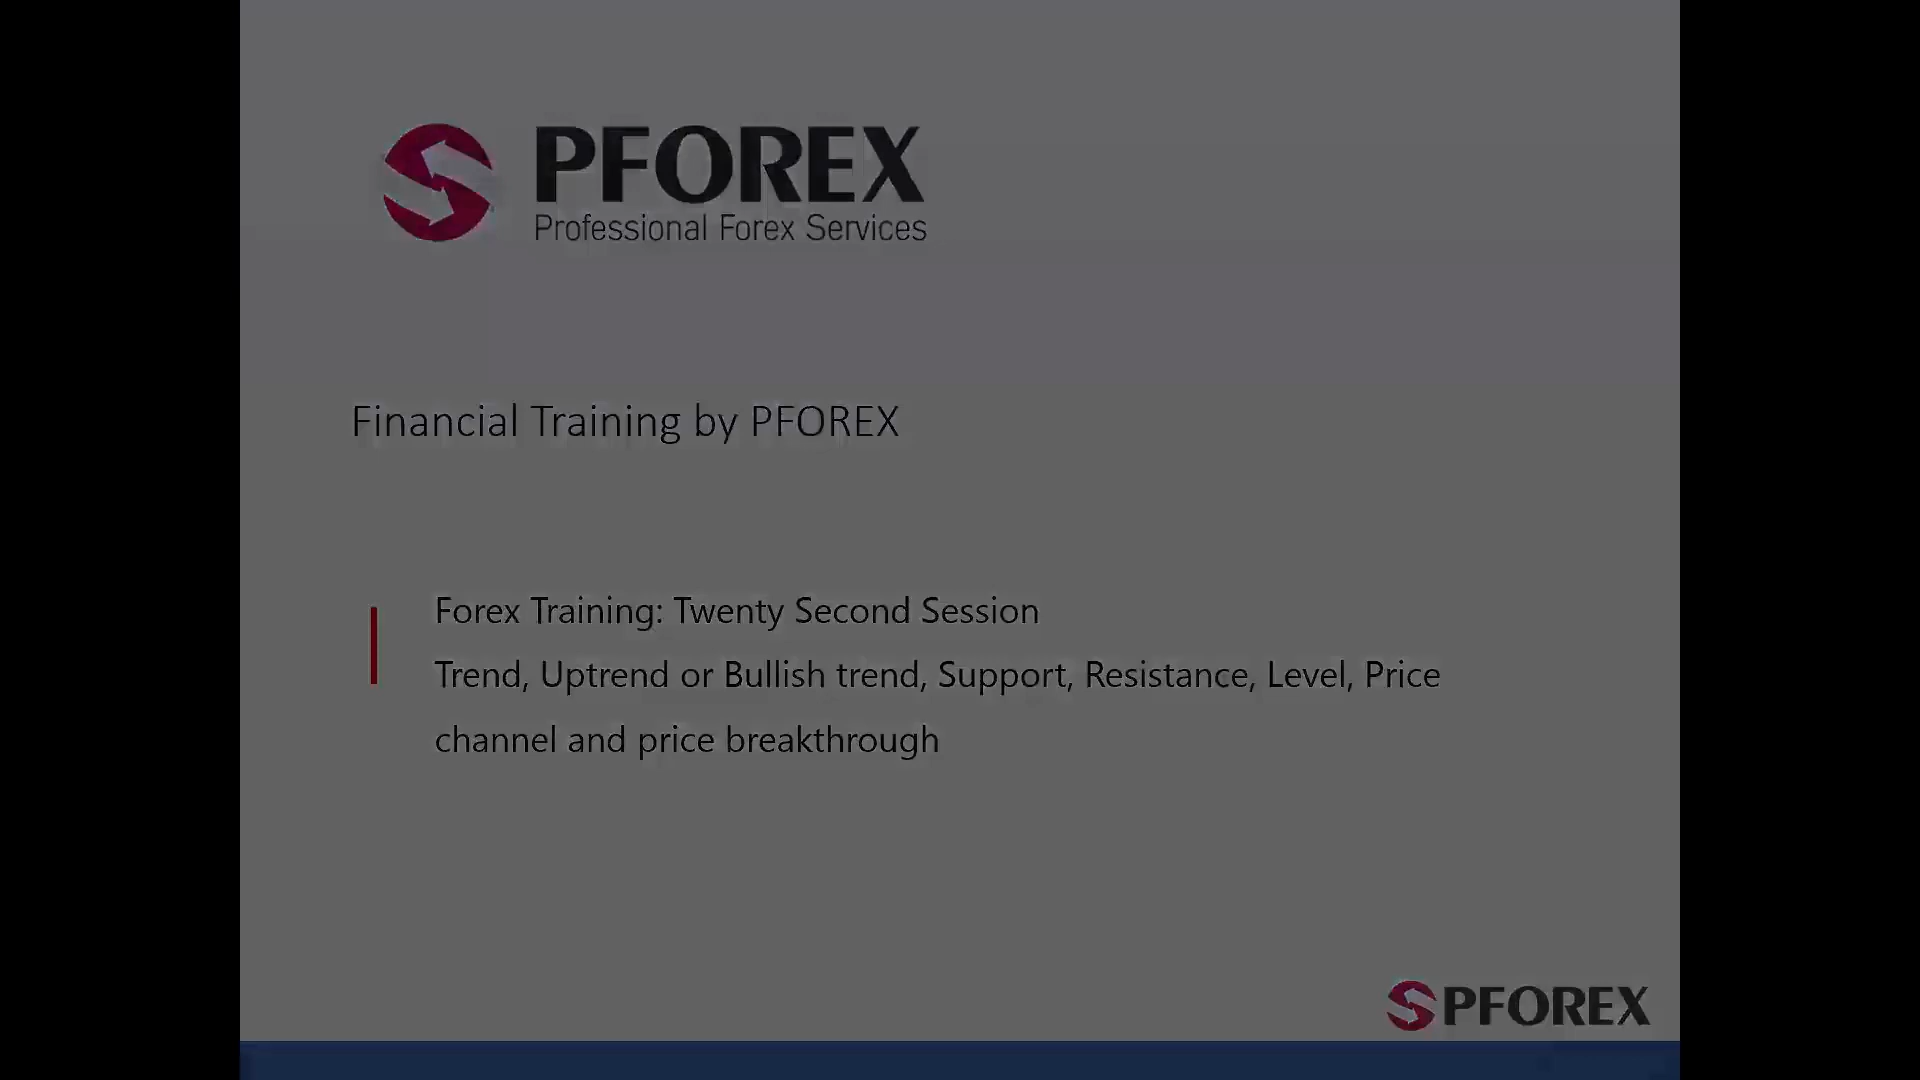 PFOREX
Professional Forex Services
Financial Training by PFOREX
Forex Training: Twenty Second Session
Trend, Uptrend or Bullish trend, Support, Resistance, Level, Price
channel and price breakthrough
PFOREX